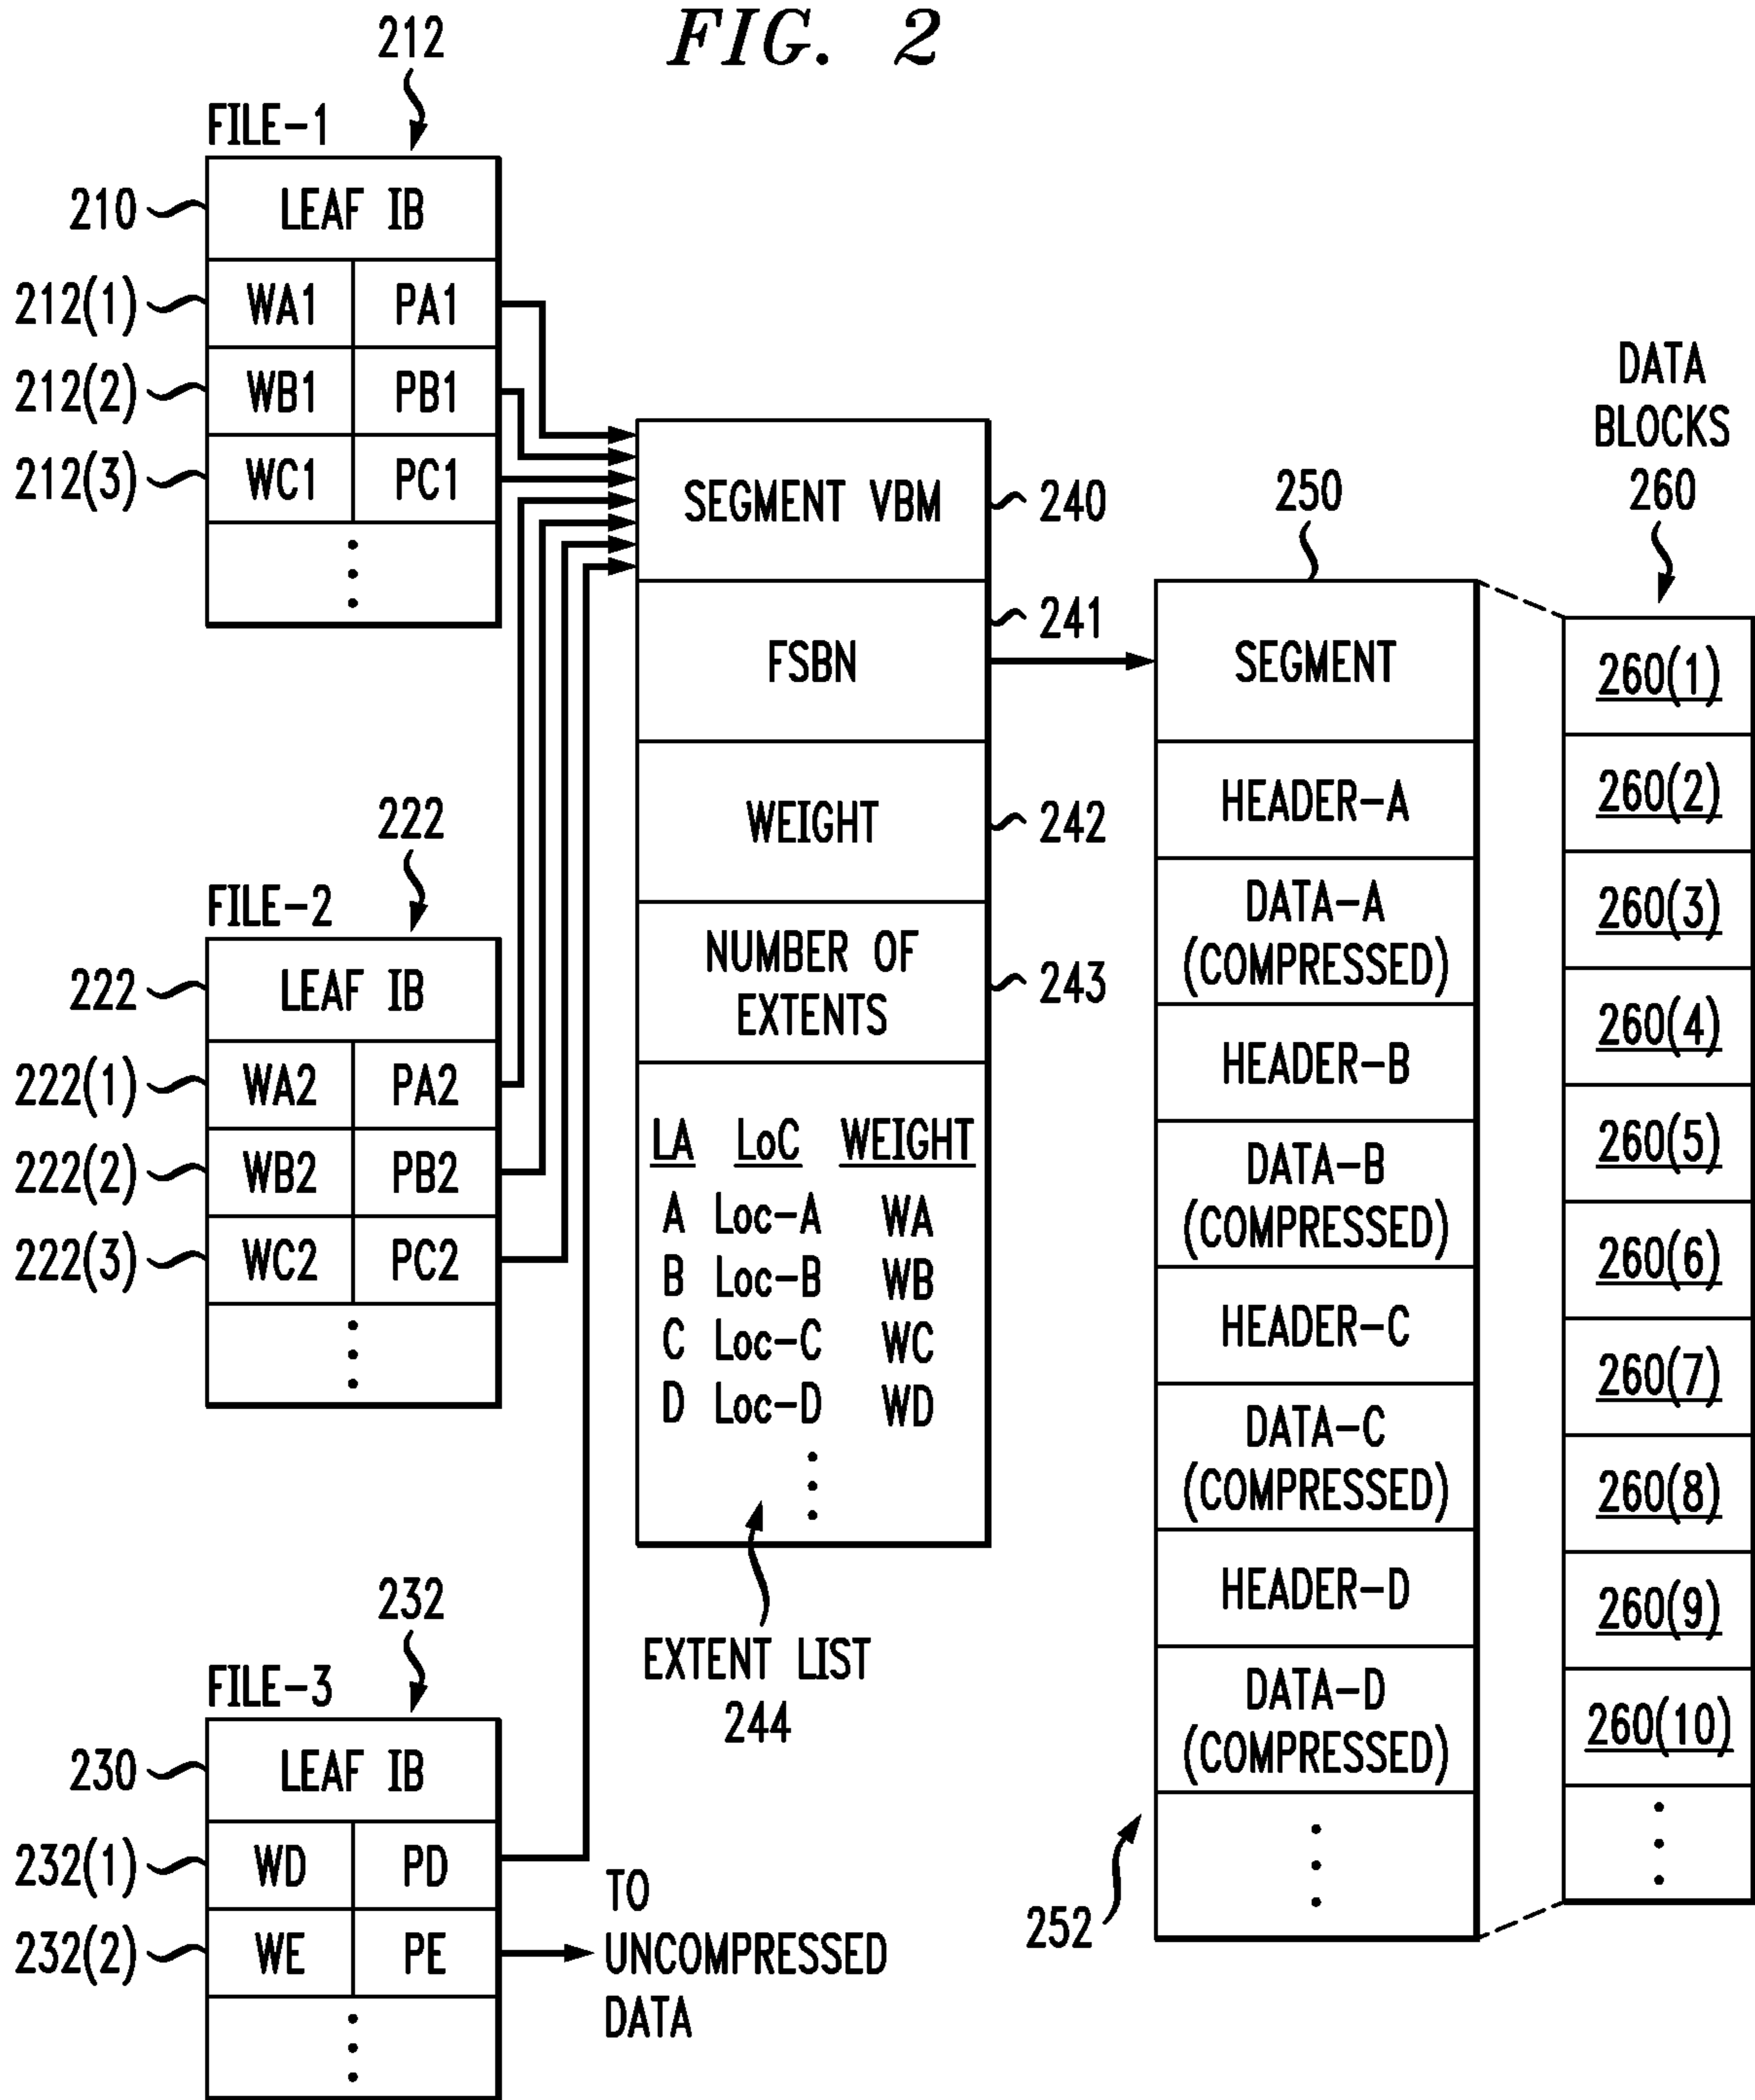 FIG. 2
212
FILE-1
210
LEAF IB
212(1)
WA1
PA1
212(2)
WB1
PB1
212(3)
WC1
PC1
222
FILE-2
222
LEAF IB
222(1)
WA2
PA2
222(2)
WB2
PB2
222(3)
WC2
PC2
232
FILE-3
230
LEAF IB
232(1)
WD
PD
232(2)
WE
PE
TO
UNCOMPRESSED
DATA
SEGMENT VBM
240
FSBN
241
WEIGHT
242
NUMBER OF
EXTENTS
243
LA LoC WEIGHT
A Loc-A WA
B Loc-B WB
C Loc-C WC
D Loc-D WD
EXTENT LIST
244
250
SEGMENT
HEADER-A
DATA-A
(COMPRESSED)
HEADER-B
DATA-B
(COMPRESSED)
HEADER-C
DATA-C
(COMPRESSED)
HEADER-D
DATA-D
(COMPRESSED)
252
DATA
BLOCKS
260
260(1)
260(2)
260(3)
260(4)
260(5)
260(6)
260(7)
260(8)
260(9)
260(10)